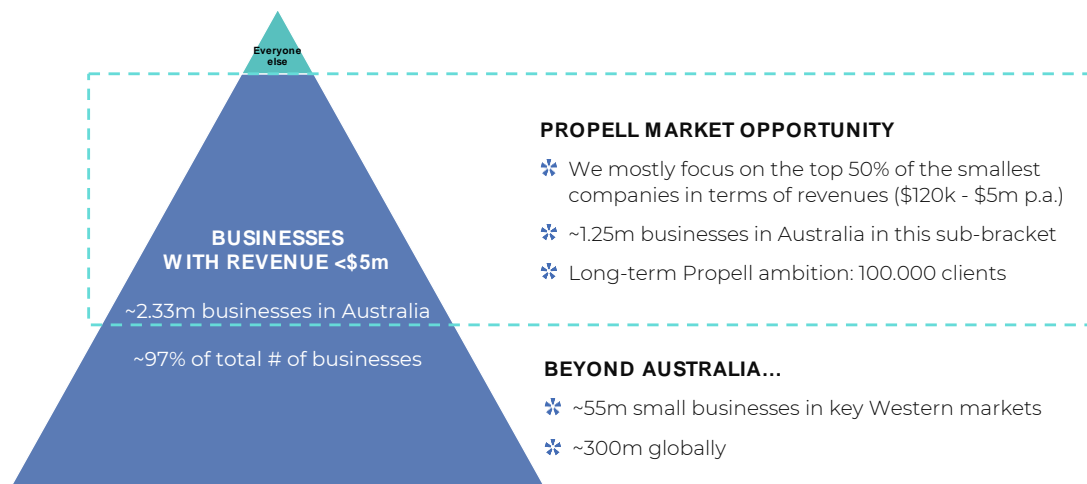 Everyone
else
BUSINESSES
WITH REVENUE <$5m
~2.33m businesses in Australia
~97% of total # of businesses
PROPELL MARKET OPPORTUNITY
We mostly focus on the top 50% of the smallest
companies in terms of revenues ($120k - $5m p.a.)
~1.25m businesses in Australia in this sub-bracket
Long-term Propell ambition: 100.000 clients
BEYOND AUSTRALIA...
~55m small businesses in key Western markets
~300m globally